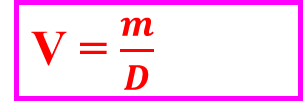 V = m/D